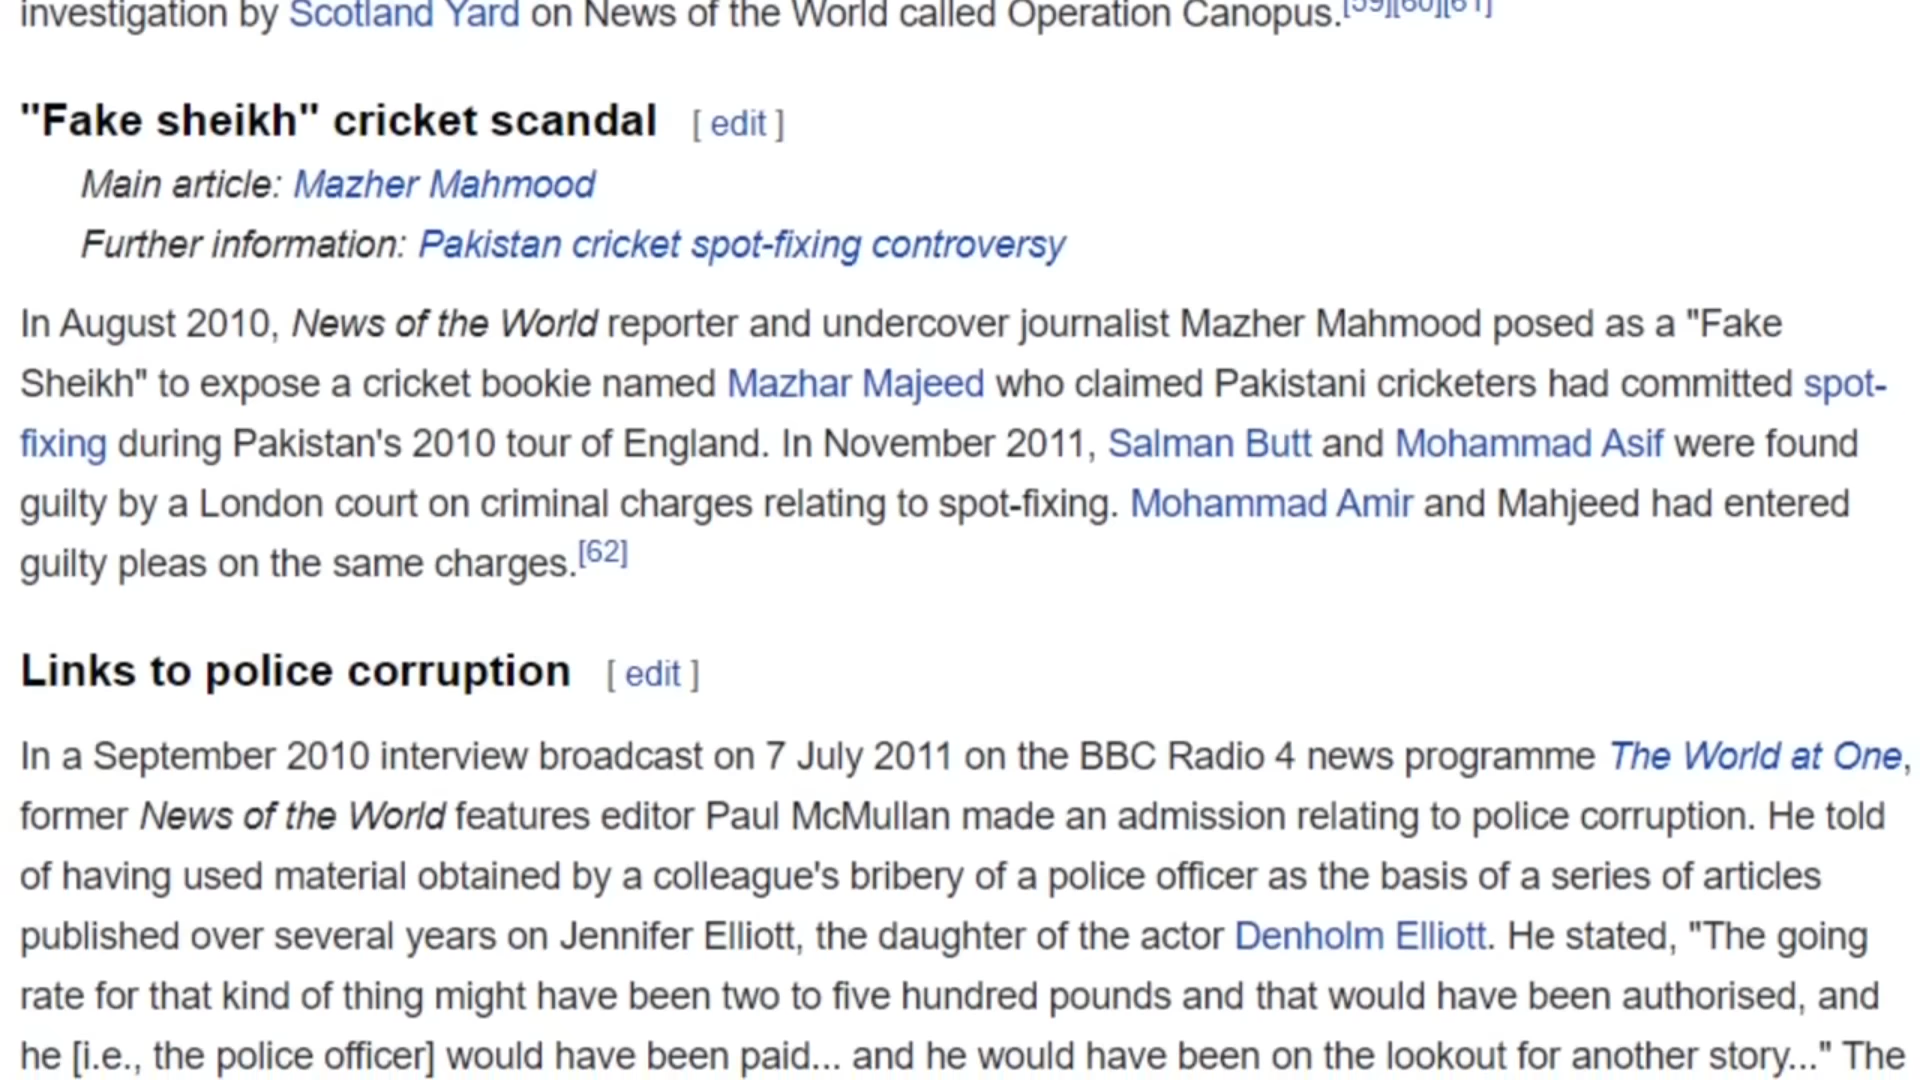 investigation by Scotland Yard on News of the World called Operation Canopus.[59][60][61]
"Fake sheikh" cricket scandal [ edit ]
Main article: Mazher Mahmood
Further information: Pakistan cricket spot-fixing controversy
In August 2010, News of the World reporter and undercover journalist Mazher Mahmood posed as a "Fake
Sheikh" to expose a cricket bookie named Mazhar Majeed who claimed Pakistani cricketers had committed spot-
fixing during Pakistan's 2010 tour of England. In November 2011, Salman Butt and Mohammad Asif were found
guilty by a London court on criminal charges relating to spot-fixing. Mohammad Amir and Mahjeed had entered
guilty pleas on the same charges.[62]
Links to police corruption [ edit ]
In a September 2010 interview broadcast on 7 July 2011 on the BBC Radio 4 news programme The World at One,
former News of the World features editor Paul McMullan made an admission relating to police corruption. He told
of having used material obtained by a colleague's bribery of a police officer as the basis of a series of articles
published over several years on Jennifer Elliott, the daughter of the actor Denholm Elliott. He stated, "The going
rate for that kind of thing might have been two to five hundred pounds and that would have been authorised, and
he [i.e., the police officer] would have been paid... and he would have been on the lookout for another story..." The